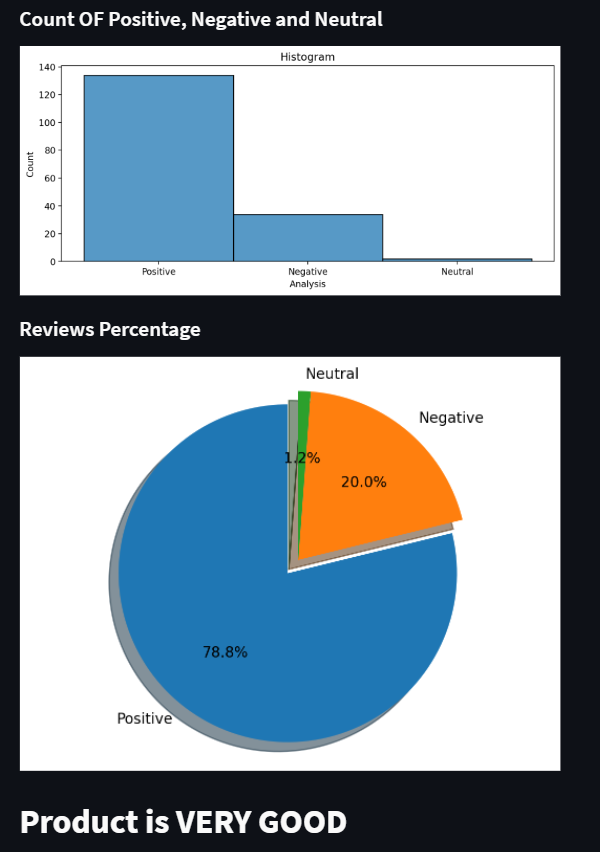 Count OF Positive, Negative and Neutral
Histogram
140
120
100
80
60
40
20
0
Count
Positive Negative Neutral
Analysis
Reviews Percentage
Neutral
Negative
1.2%
20.0%
78.8%
Positive
Product is VERY GOOD